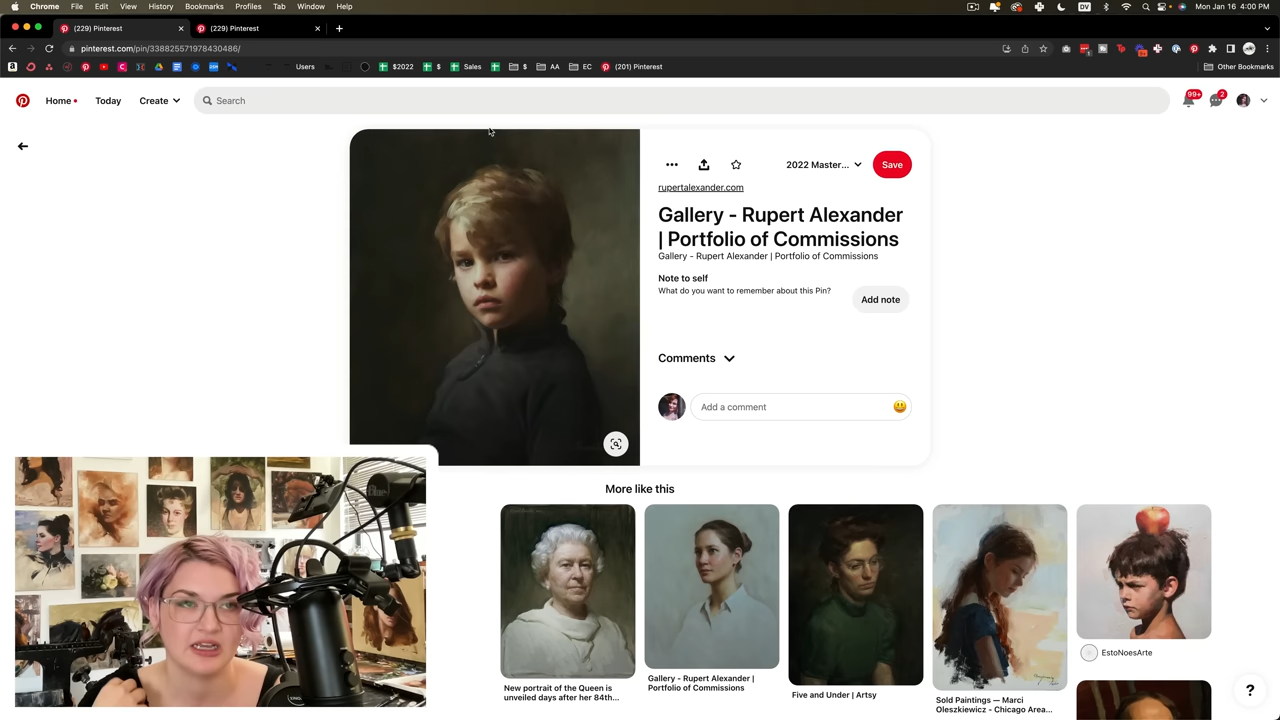 Chrome File Edit View History Bookmarks Profiles Tab Window Help
DV
Mon Jan 16 4:00 PM
(229) Pinterest
(229) Pinterest
pinterest.com/pin/338825571978430486/
Users
$2022
$
Sales
$
AA
EC
(201) Pinterest
Other Bookmarks
Home Today Create
Search
99+
2
2022 Master...
Save
rupertalexander.com
Gallery - Rupert Alexander
| Portfolio of Commissions
Gallery - Rupert Alexander | Portfolio of Commissions
Note to self
What do you want to remember about this Pin?
Add note
Comments
Add a comment
More like this
New portrait of the Queen is
unveiled days after her 84th...
Gallery - Rupert Alexander |
Portfolio of Commissions
Five and Under | Artsy
Sold Paintings — Marci
Oleszkiewicz - Chicago Area...
EstoNoesArte
?
Blue